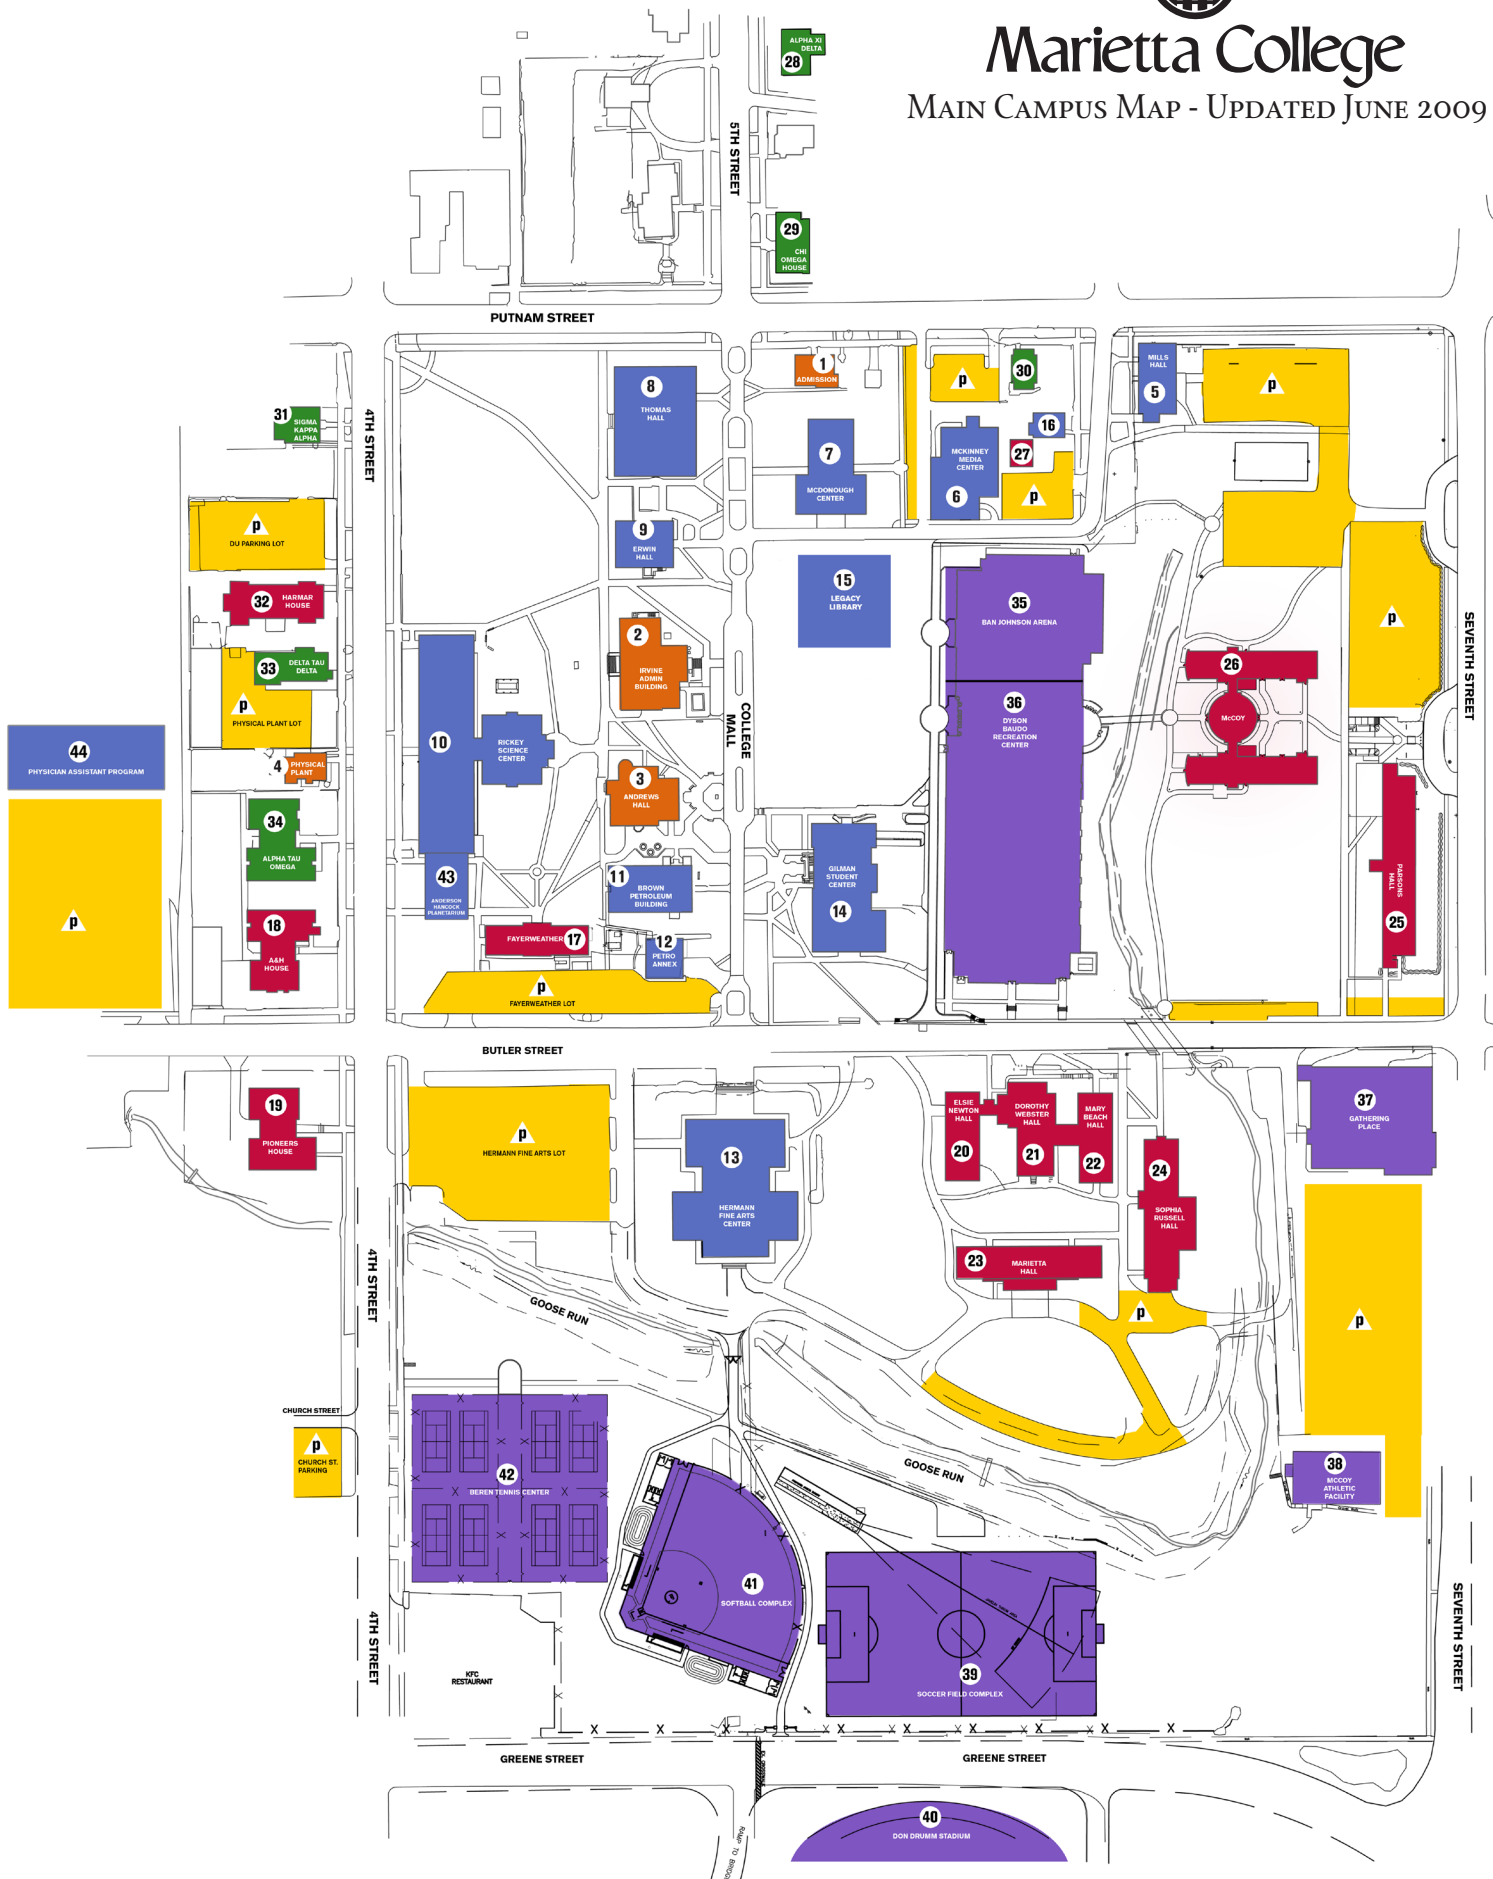 Marietta College
Main Campus Map - Updated June 2009
ALPHA XI
DELTA
28
5TH STREET
29
CHI
OMEGA
HOUSE
PUTNAM STREET
1
ADMISSION
8
THOMAS
HALL
P
30
MILLS
HALL
5
P
31
SIGMA
KAPPA
ALPHA
4TH STREET
7
MCDONOUGH
CENTER
16
27
MCKINNEY
MEDIA
CENTER
6
P
P
DU PARKING LOT
9
ERWIN
HALL
15
LEGACY
LIBRARY
32
HARMAR
HOUSE
35
BAN JOHNSON ARENA
P
SEVENTH STREET
2
IRVINE
ADMIN
BUILDING
33
DELTA TAU
DELTA
26
McCOY
P
PHYSICAL PLANT LOT
COLLEGE
MALL
36
DYSON
BAUDO
RECREATION
CENTER
44
PHYSICIAN ASSISTANT PROGRAM
10
RICKEY
SCIENCE
CENTER
4
PHYSICAL
PLANT
3
ANDREWS
HALL
34
ALPHA TAU
OMEGA
43
ANDERSON
HANCOCK
PLANETARIUM
11
BROWN
PETROLEUM
BUILDING
GILMAN
STUDENT
CENTER
14
PARSONS
HALL
25
P
18
A&H
HOUSE
FAYERWEATHER 17
12
PETRO
ANNEX
P
FAYERWEATHER LOT
BUTLER STREET
19
PIONEERS
HOUSE
P
HERMANN FINE ARTS LOT
13
HERMANN
FINE ARTS
CENTER
ELSIE
NEWTON
HALL
20
DOROTHY
WEBSTER
HALL
21
MARY
BEACH
HALL
22
24
SOPHIA
RUSSELL
HALL
37
GATHERING
PLACE
4TH STREET
23
MARIETTA
HALL
GOOSE RUN
P
P
CHURCH STREET
P
CHURCH ST.
PARKING
42
BEREN TENNIS CENTER
GOOSE RUN
38
MCCOY
ATHLETIC
FACILITY
41
SOFTBALL COMPLEX
4TH STREET
SEVENTH STREET
KFC
RESTAURANT
39
SOCCER FIELD COMPLEX
GREENE STREET
GREENE STREET
40
DON DRUMM STADIUM
RAMP TO BRIDGE